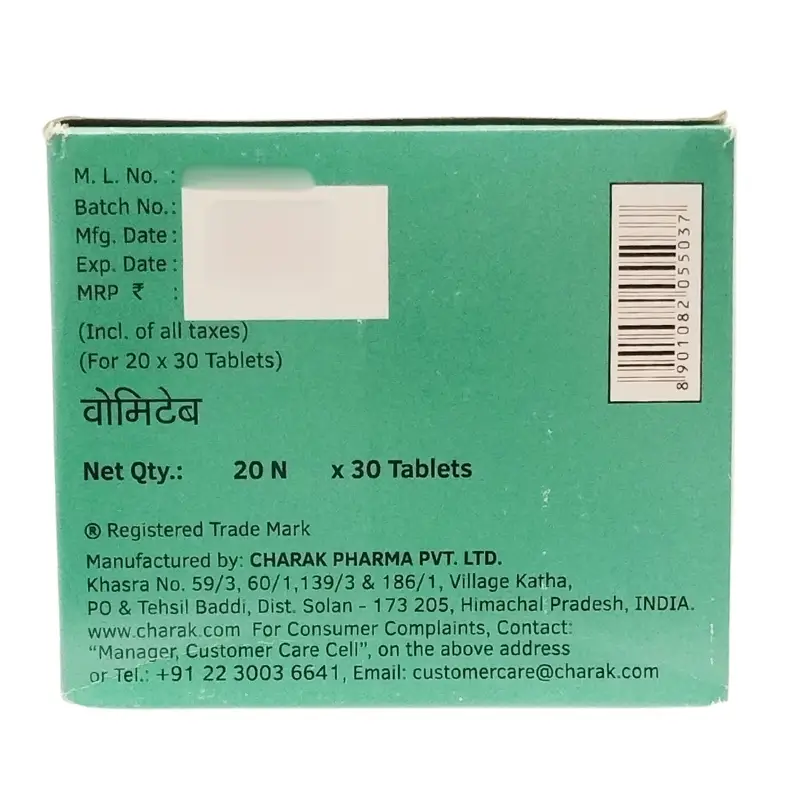 M. L. No. :
Batch No.:
Mfg. Date :
Exp. Date :
MRP ₹ :
(Incl. of all taxes)
(For 20 x 30 Tablets)
वोमिटेब
Net Qty.: 20 N x 30 Tablets
® Registered Trade Mark
Manufactured by: CHARAK PHARMA PVT. LTD.
Khasra No. 59/3, 60/1,139/3 & 186/1, Village Katha,
PO & Tehsil Baddi, Dist. Solan - 173 205, Himachal Pradesh, INDIA.
www.charak.com For Consumer Complaints, Contact:
“Manager, Customer Care Cell”, on the above address
or Tel.: +91 22 3003 6641, Email: customercare@charak.com
8901082055037